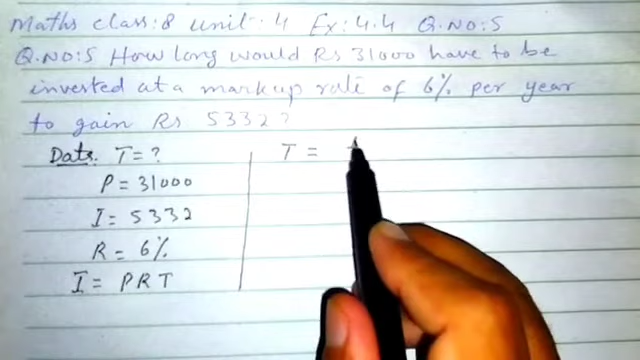 Maths class:8 unit:4 Ex:4.4 Q.NO:5
Q.NO:5 How long would Rs 31000 have to be
invested at a markup rate of 6% per year
to gain Rs 5332?
Data: T = ?
P = 31000
I = 5332
R = 6%
I = PRT
T =